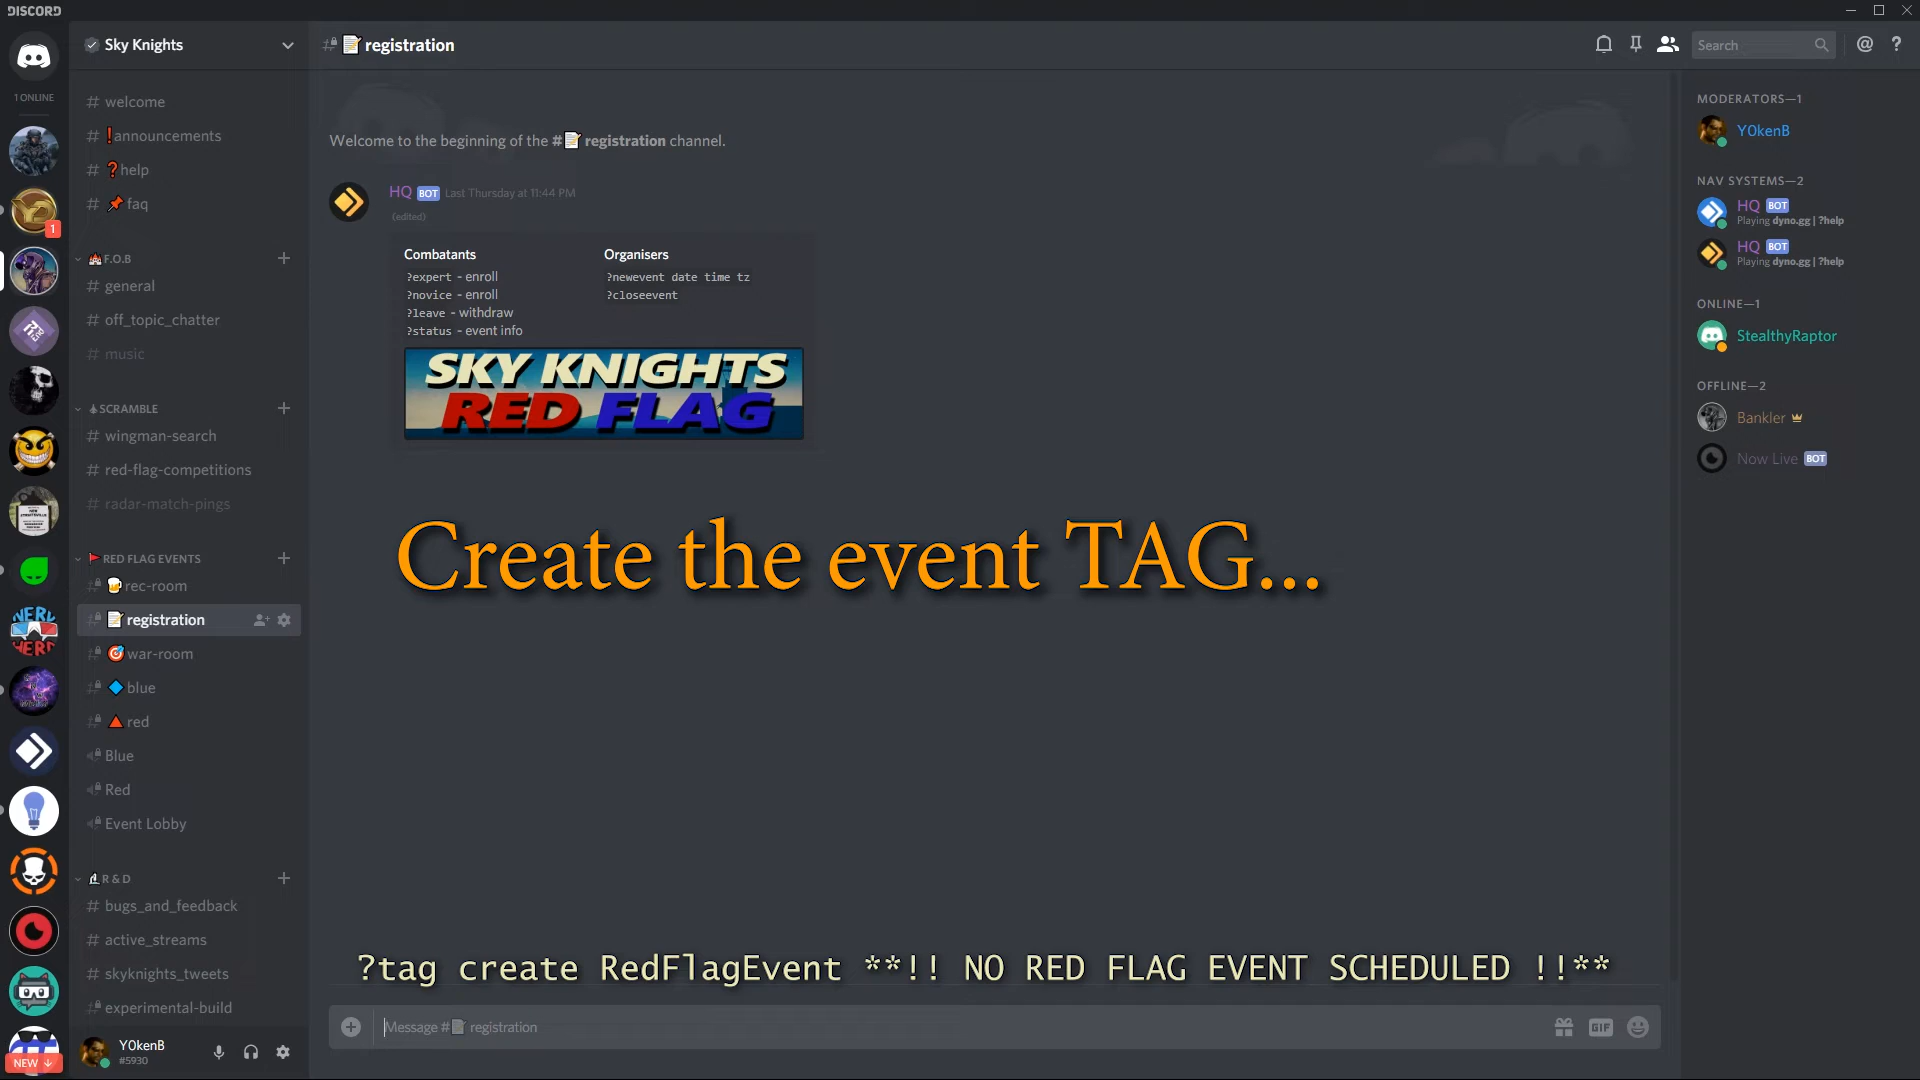 DISCORD
Sky Knights
registration
Search
1 ONLINE
welcome
announcements
help
faq
F.O.B
general
off_topic_chatter
music
SCRAMBLE
wingman-search
red-flag-competitions
radar-match-pings
RED FLAG EVENTS
rec-room
registration
war-room
blue
red
Blue
Red
Event Lobby
R & D
bugs_and_feedback
active_streams
skyknights_tweets
experimental-build
1
NERD
HERO
NEW
Y0kenB
#5930
Welcome to the beginning of the #📝registration channel.
HQ BOT Last Thursday at 11:44 PM
(edited)
Combatants
?expert - enroll
?novice - enroll
?leave - withdraw
?status - event info
Organisers
?newevent date time tz
?closeevent
SKY KNIGHTS
RED FLAG
Create the event TAG...
?tag create RedFlagEvent **!! NO RED FLAG EVENT SCHEDULED !!**
Message #📝registration
GIF
MODERATORS—1
Y0kenB
NAV SYSTEMS—2
HQ BOT
Playing dyno.gg | ?help
HQ BOT
Playing dyno.gg | ?help
ONLINE—1
StealthyRaptor
OFFLINE—2
Bankler
Now Live BOT